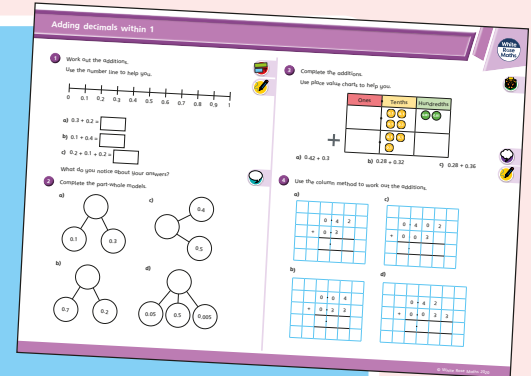 Adding decimals within 1
White
Rose
Maths
1 Work out the additions.
Use the number line to help you.
0 0.1 0.2 0.3 0.4 0.5 0.6 0.7 0.8 0.9 1
a) 0.3 + 0.2 =
b) 0.1 + 0.4 =
c) 0.2 + 0.1 + 0.2 =
What do you notice about your answers?
2 Complete the part-whole models.
a)
0.1 0.3
c)
0.4
0.5
b)
0.7 0.2
d)
0.05 0.5 0.005
3 Complete the additions.
Use place value charts to help you.
Ones Tenths Hundredths
+
a) 0.42 + 0.3 b) 0.28 + 0.32 c) 0.28 + 0.35
4 Use the column method to work out the additions.
a)
0 . 4 2
+ 0 . 3
.
c)
0 . 4 0 2
+ 0 0 3
.
b)
0 . 0 4
+ 0 . 3 3
.
d)
0 . 4 2
+ 0 . 0 3 3
.
© White Rose Maths 2020